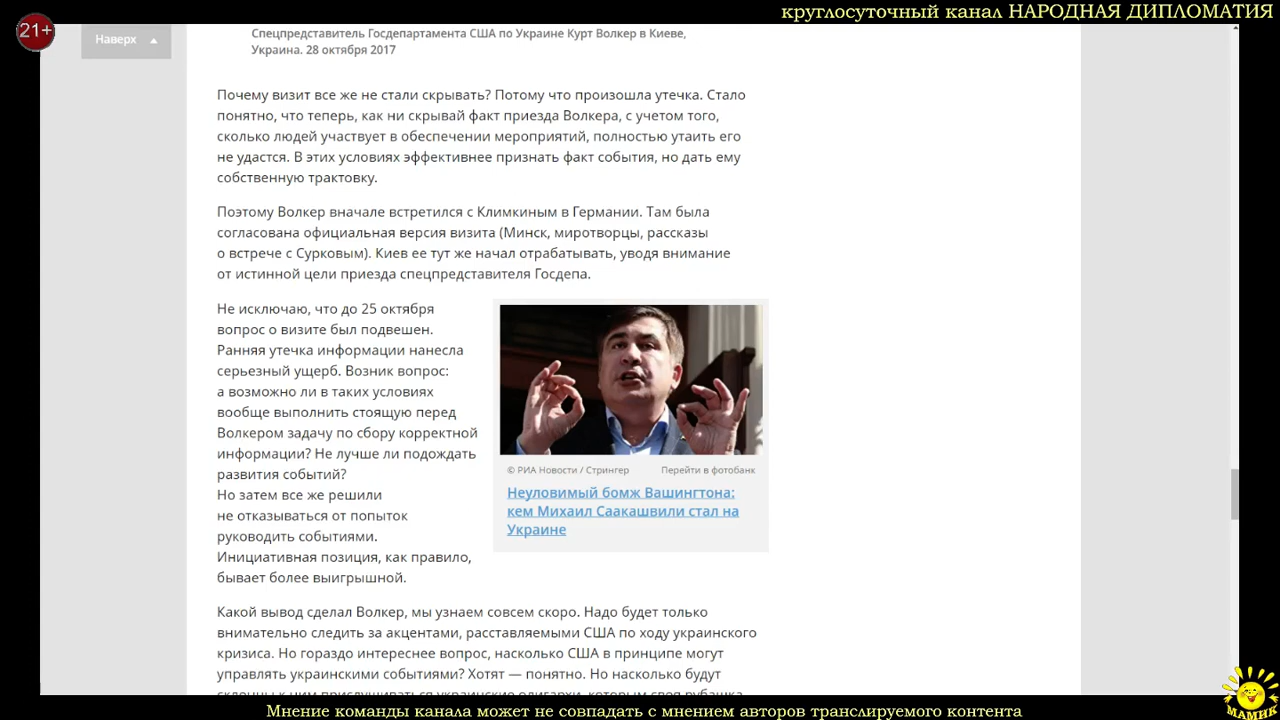 круглосуточный канал НАРОДНАЯ ДИПЛОМАТИЯ
21+
Наверх
Спецпредставитель Госдепартамента США по Украине Курт Волкер в Киеве,
Украина. 28 октября 2017
Почему визит все же не стали скрывать? Потому что произошла утечка. Стало
понятно, что теперь, как ни скрывай факт приезда Волкера, с учетом того,
сколько людей участвует в обеспечении мероприятий, полностью утаить его
не удастся. В этих условиях эффективнее признать факт события, но дать ему
собственную трактовку.
Поэтому Волкер вначале встретился с Климкиным в Германии. Там была
согласована официальная версия визита (Минск, миротворцы, рассказы
о встрече с Сурковым). Киев ее тут же начал отрабатывать, уводя внимание
от истинной цели приезда спецпредставителя Госдепа.
Не исключаю, что до 25 октября
вопрос о визите был подвешен.
Ранняя утечка информации нанесла
серьезный ущерб. Возник вопрос:
а возможно ли в таких условиях
вообще выполнить стоящую перед
Волкером задачу по сбору корректной
информации? Не лучше ли подождать
развития событий?
Но затем все же решили
не отказываться от попыток
руководить событиями.
Инициативная позиция, как правило,
бывает более выигрышной.
© РИА Новости / Стрингер
Перейти в фотобанк
Неуловимый бомж Вашингтона:
кем Михаил Саакашвили стал на
Украине
Какой вывод сделал Волкер, мы узнаем совсем скоро. Надо будет только
внимательно следить за акцентами, расставляемыми США по ходу украинского
кризиса. Но гораздо интереснее вопрос, насколько США в принципе могут
управлять украинскими событиями? Хотят — понятно. Но насколько будут
склонны к ним прислушиваться украинские олигархи, которым своя рубашка
МАМИК
Мнение команды канала может не совпадать с мнением авторов транслируемого контента